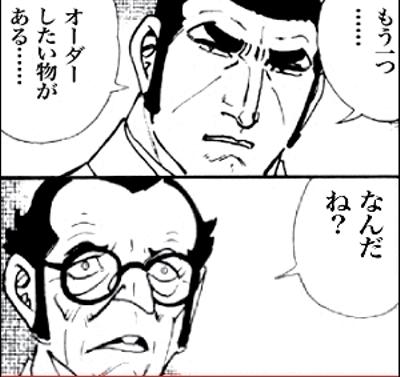 もう一つ
……
オーダー
したい物が
ある……
なんだ
ね？